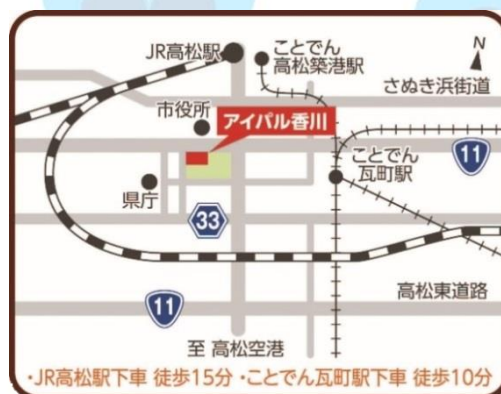 JR高松駅
ことでん
高松築港駅
N
さぬき浜街道
市役所
アイパル香川
ことでん
瓦町駅
11
県庁
33
11
高松東道路
至 高松空港
・JR高松駅下車 徒歩15分 ・ことでん瓦町駅下車 徒歩10分